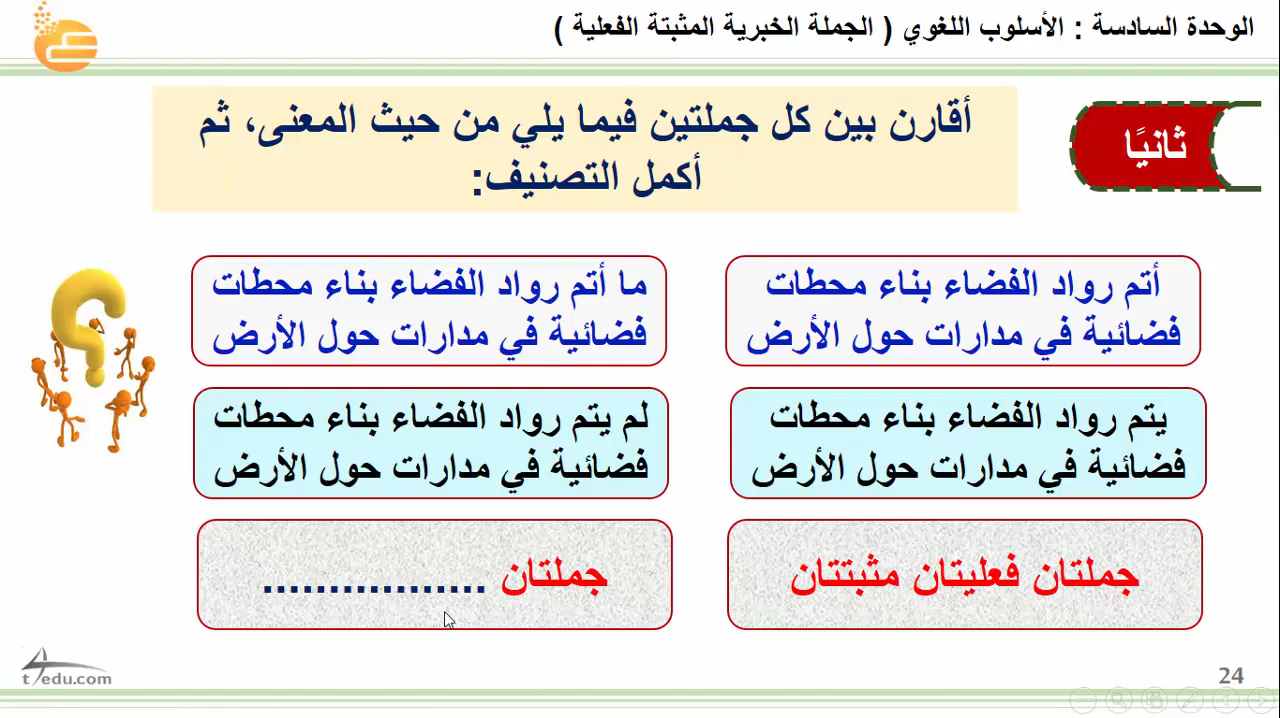 الوحدة السادسة : الأسلوب اللغوي ( الجملة الخبرية المثبتة الفعلية )
ثانيًا
أقارن بين كل جملتين فيما يلي من حيث المعنى، ثم
أكمل التصنيف:
أتم رواد الفضاء بناء محطات
فضائية في مدارات حول الأرض
ما أتم رواد الفضاء بناء محطات
فضائية في مدارات حول الأرض
يتم رواد الفضاء بناء محطات
فضائية في مدارات حول الأرض
لم يتم رواد الفضاء بناء محطات
فضائية في مدارات حول الأرض
جملتان فعليتان مثبتتان
جملتان .................
t4edu.com
24